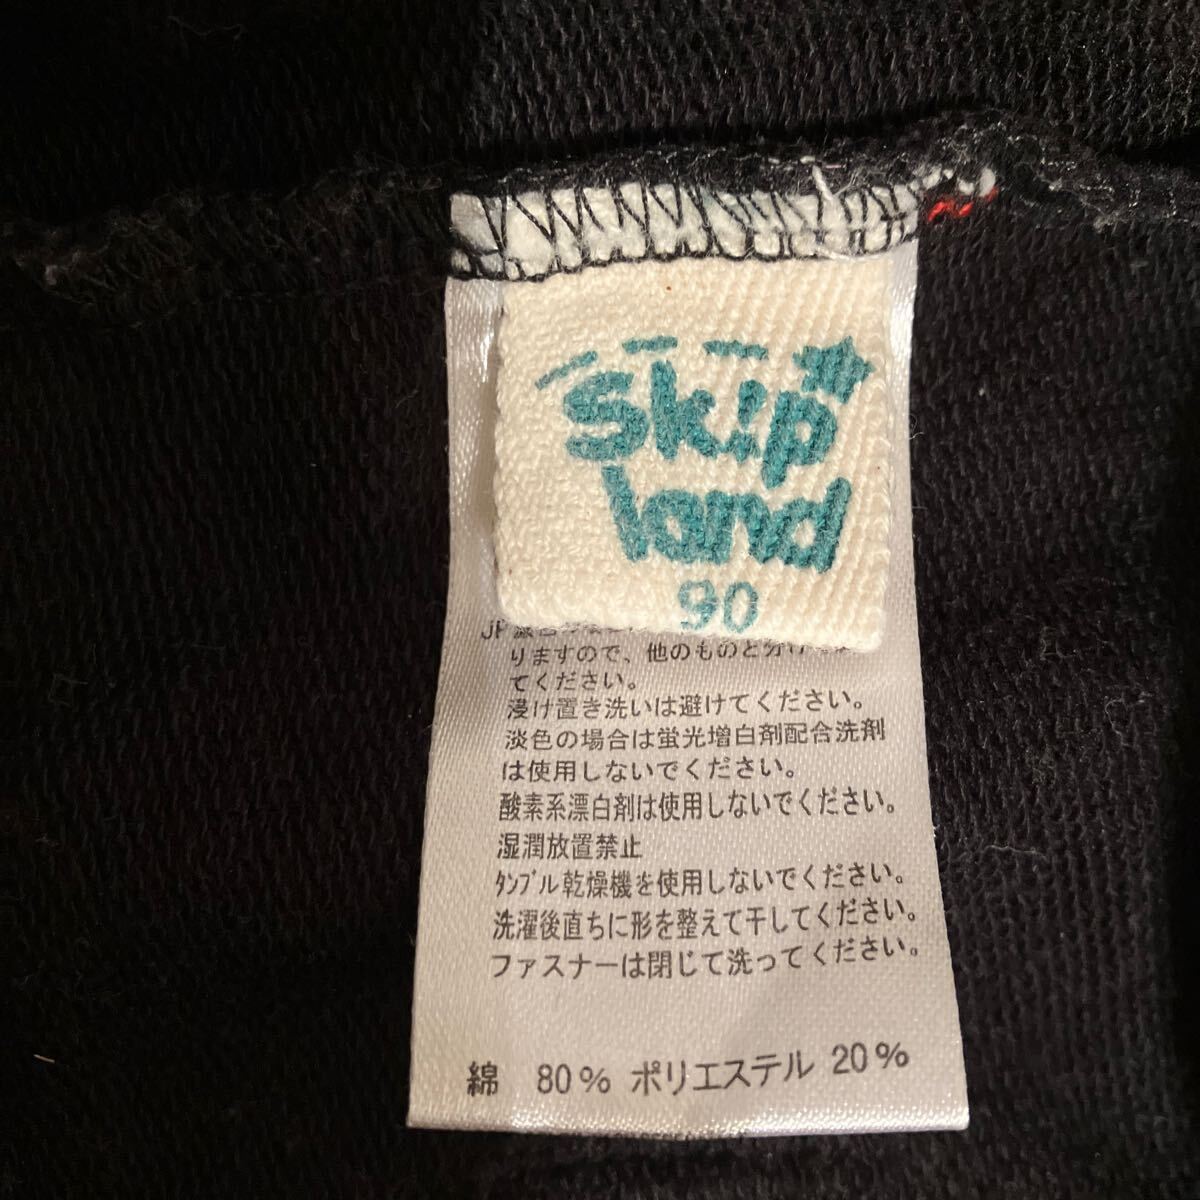 sk!p
land
90
JP
りますので、他のものと分け
てください。
浸け置き洗いは避けてください。
淡色の場合は蛍光増白剤配合洗剤
は使用しないでください。
酸素系漂白剤は使用しないでください。
湿潤放置禁止
ﾀﾝﾌﾞﾙ乾燥機を使用しないでください。
洗濯後直ちに形を整えて干してください。
ファスナーは閉じて洗ってください。
綿 80% ポリエステル 20%